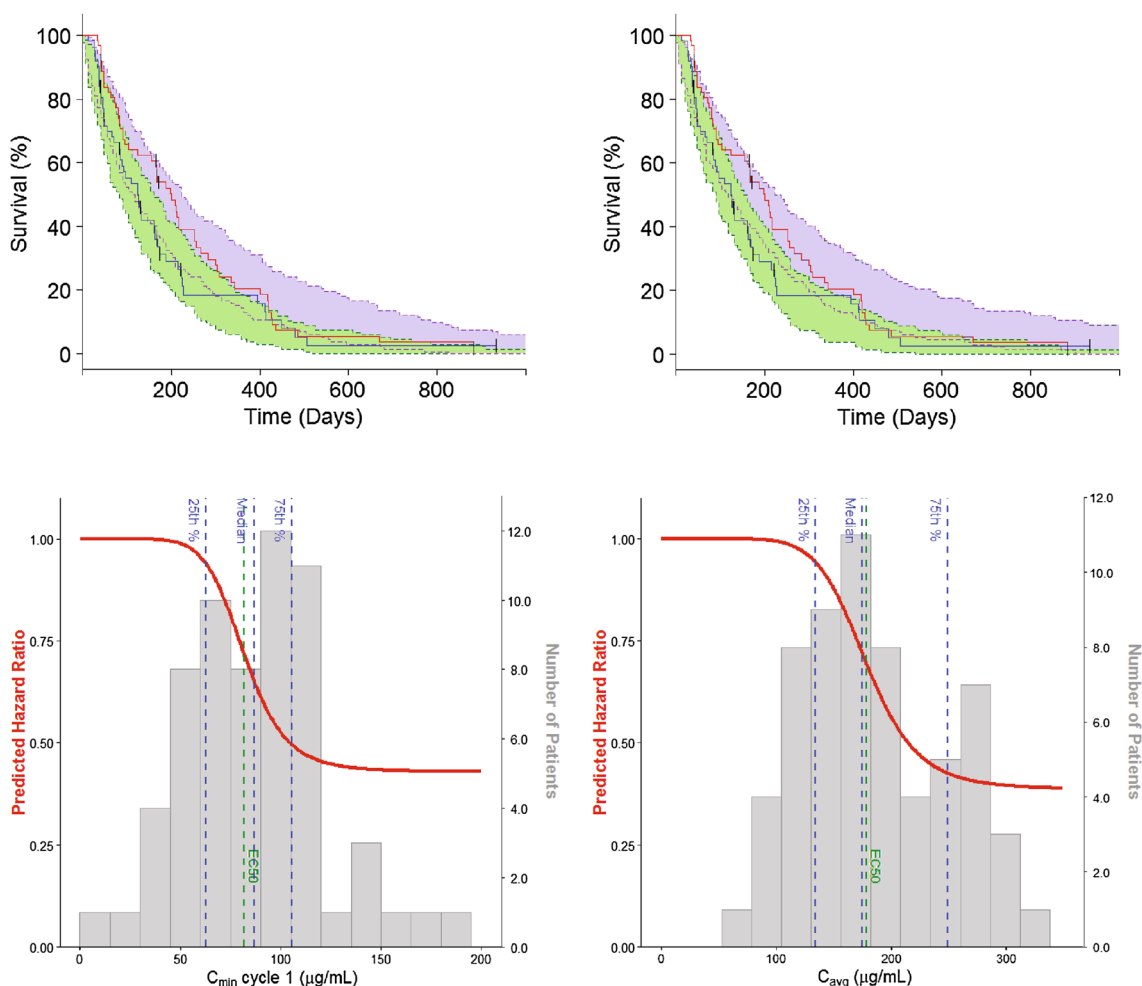 100
80
60
40
20
0
Survival (%)
200
400
600
800
Time (Days)
100
80
60
40
20
0
Survival (%)
200
400
600
800
Time (Days)
25th %
Median
75th %
EC50
1.00
0.75
0.50
0.25
0.00
Predicted Hazard Ratio
12.0
10.0
8.0
6.0
4.0
2.0
0.0
Number of Patients
0
50
100
150
200
Cmin cycle 1 (µg/mL)
25th %
Median
75th %
EC50
1.00
0.75
0.50
0.25
0.00
Predicted Hazard Ratio
12.0
10.0
8.0
6.0
4.0
2.0
0.0
Number of Patients
0
100
200
300
Cavg (µg/mL)